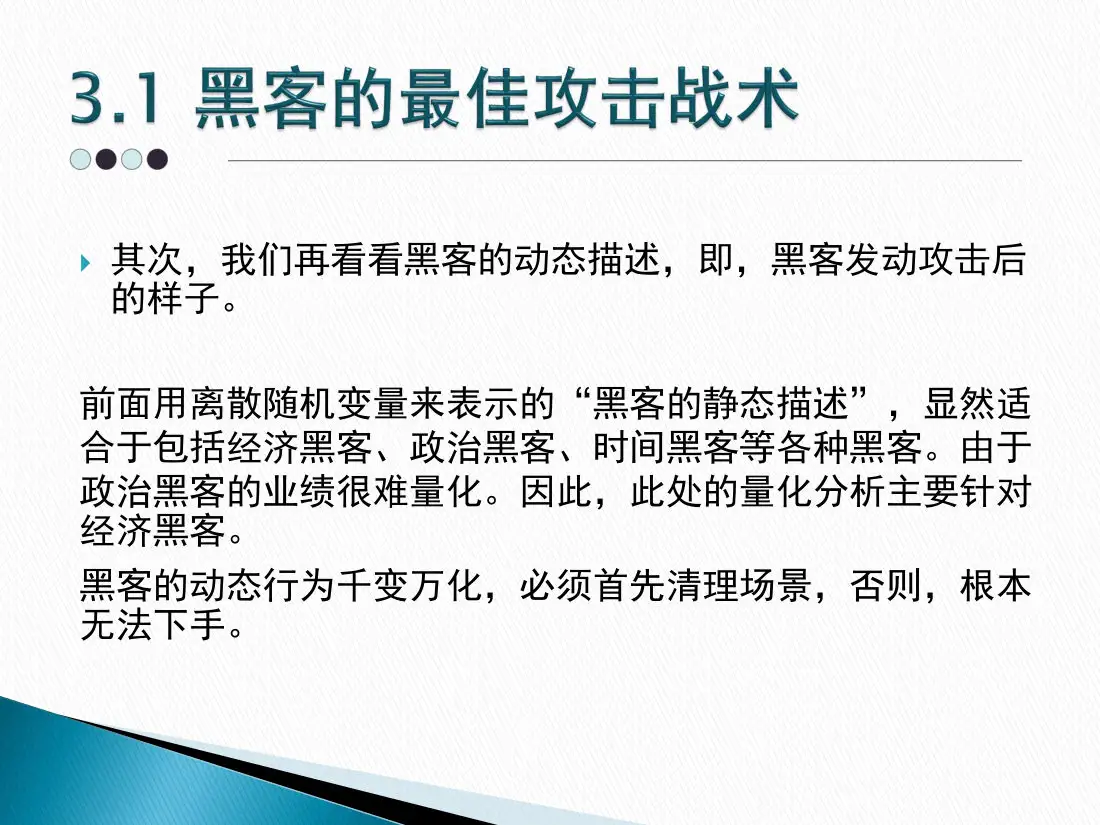 3.1 黑客的最佳攻击战术
其次，我们再看看黑客的动态描述，即，黑客发动攻击后
的样子。
前面用离散随机变量来表示的“黑客的静态描述”，显然适
合于包括经济黑客、政治黑客、时间黑客等各种黑客。由于
政治黑客的业绩很难量化。因此，此处的量化分析主要针对
经济黑客。
黑客的动态行为千变万化，必须首先清理场景，否则，根本
无法下手。